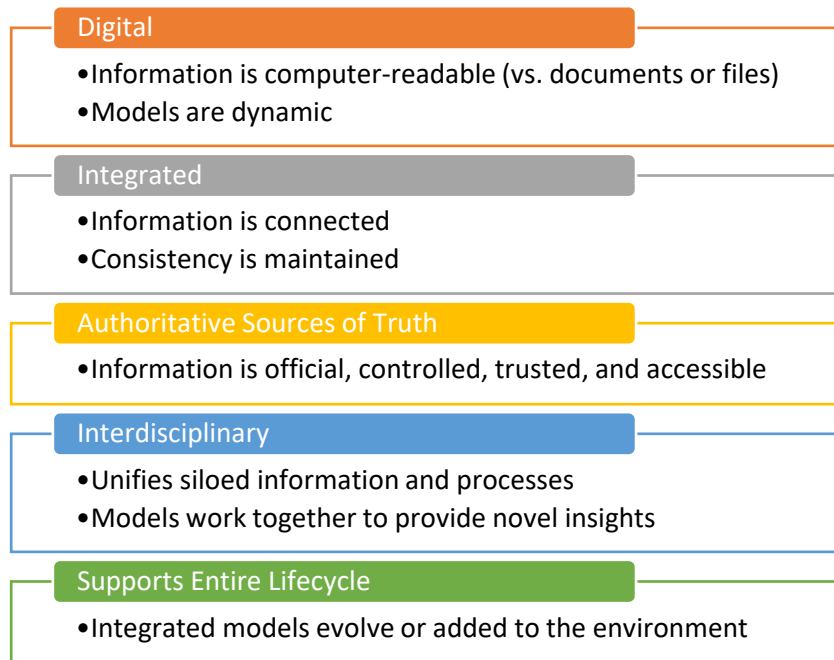 Digital
•Information is computer-readable (vs. documents or files)
•Models are dynamic
Integrated
•Information is connected
•Consistency is maintained
Authoritative Sources of Truth
•Information is official, controlled, trusted, and accessible
Interdisciplinary
•Unifies siloed information and processes
•Models work together to provide novel insights
Supports Entire Lifecycle
•Integrated models evolve or added to the environment